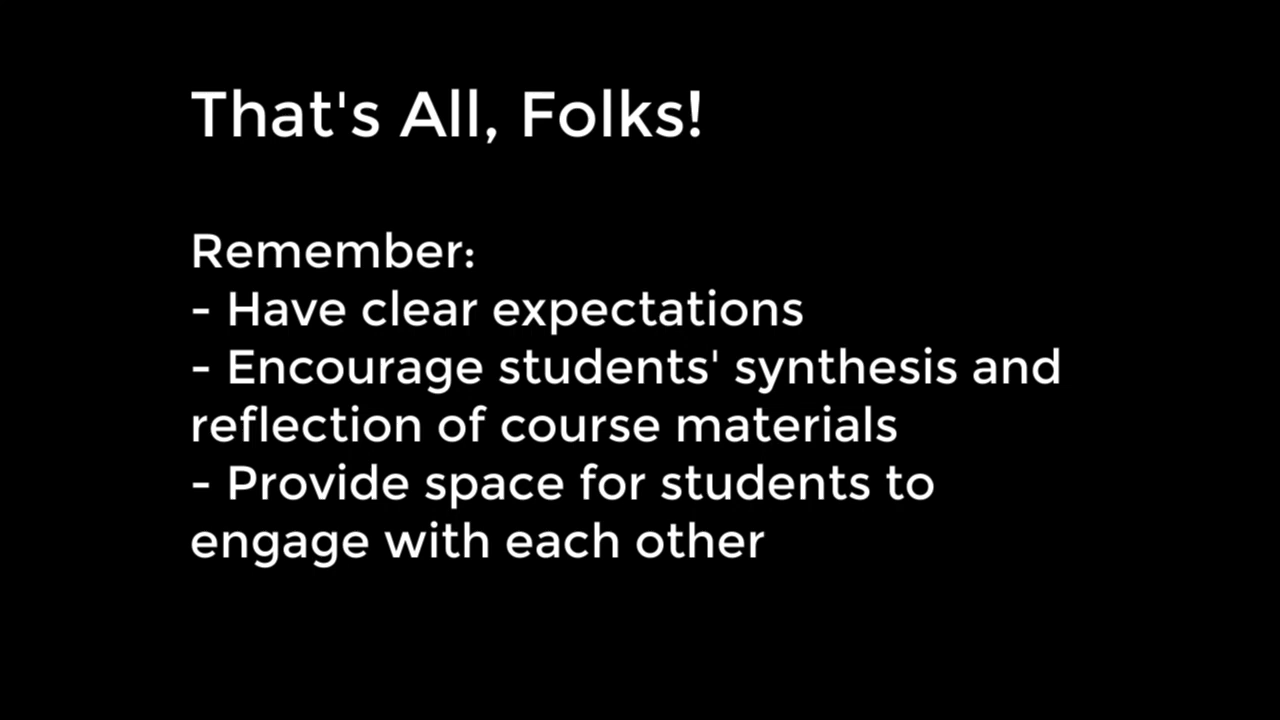 That's All, Folks!
Remember:
- Have clear expectations
- Encourage students' synthesis and
reflection of course materials
- Provide space for students to
engage with each other